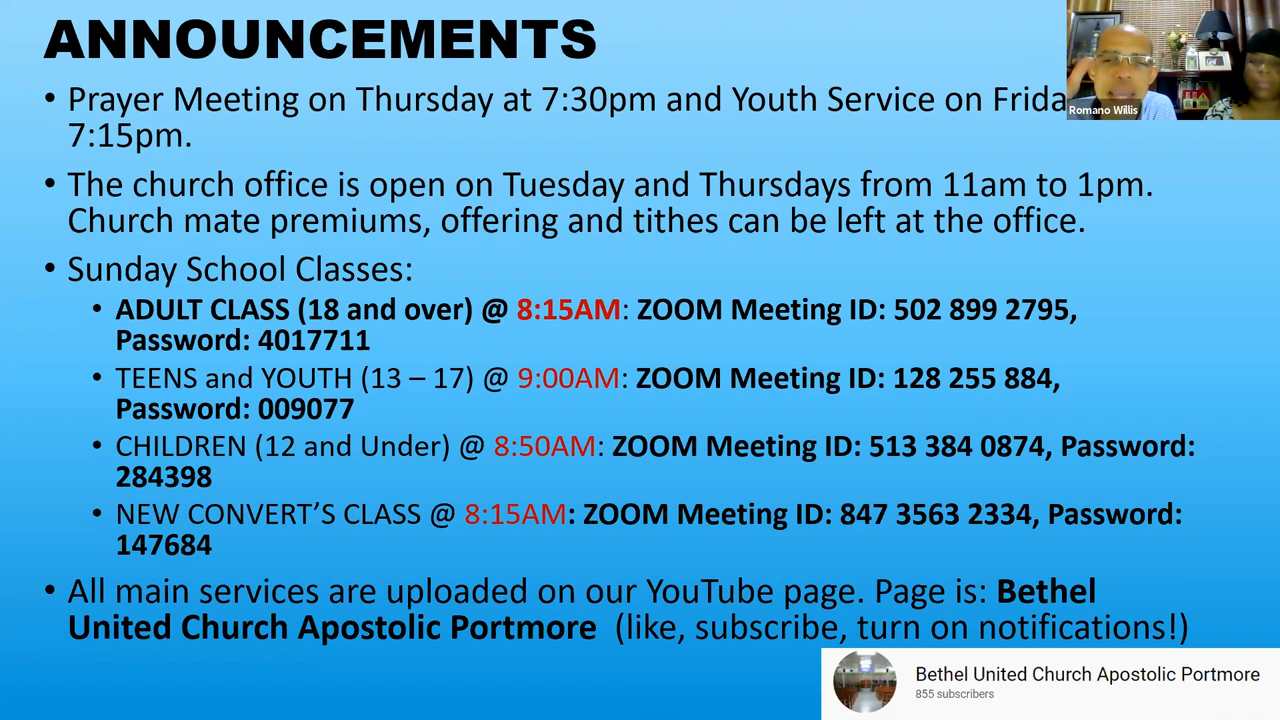 ANNOUNCEMENTS
• Prayer Meeting on Thursday at 7:30pm and Youth Service on Frida
7:15pm.
Romano Willis
• The church office is open on Tuesday and Thursdays from 11am to 1pm.
Church mate premiums, offering and tithes can be left at the office.
• Sunday School Classes:
• ADULT CLASS (18 and over) @ 8:15AM: ZOOM Meeting ID: 502 899 2795,
Password: 4017711
• TEENS and YOUTH (13 – 17) @ 9:00AM: ZOOM Meeting ID: 128 255 884,
Password: 009077
• CHILDREN (12 and Under) @ 8:50AM: ZOOM Meeting ID: 513 384 0874, Password:
284398
• NEW CONVERT’S CLASS @ 8:15AM: ZOOM Meeting ID: 847 3563 2334, Password:
147684
• All main services are uploaded on our YouTube page. Page is: Bethel
United Church Apostolic Portmore (like, subscribe, turn on notifications!)
Bethel United Church Apostolic Portmore
855 subscribers